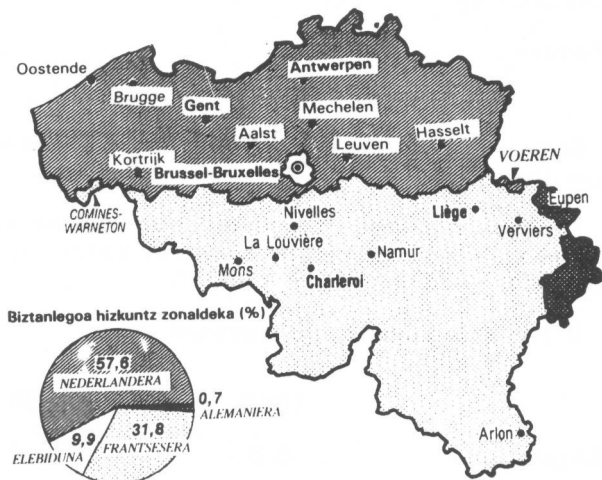 Oostende
Brugge
Gent
Antwerpen
Mechelen
Aalst
Leuven
Hasselt
Kortrijk
Brussel-Bruxelles
VOEREN
COMINES-
WARNETON
Nivelles
Liège
Eupen
Verviers
La Louvière
Namur
Mons
Charleroi
Biztanlegoa hizkuntz zonaldeka (%)
57,6
NEDERLANDERA
0,7
ALEMANIERA
9,9
ELEBIDUNA
31,8
FRANTSESERA
Arlon